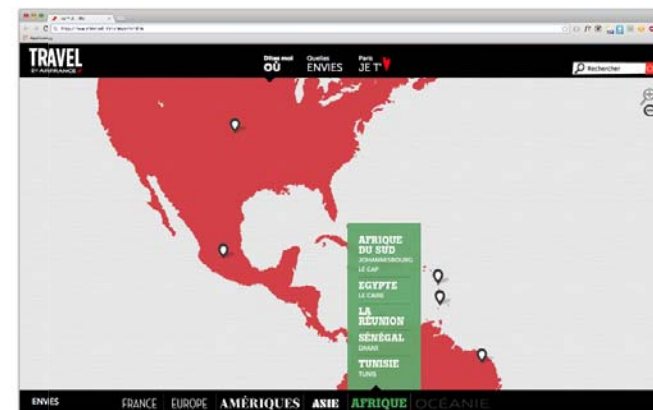 TRAVEL
BY AIRFRANCE
Dites moi
OÙ
Quelles
ENVIES
Paris
JE T'
Rechercher
AFRIQUE
DU SUD
JOHANNESBOURG
LE CAP
EGYPTE
LE CAIRE
LA
RÉUNION
SÉNÉGAL
DAKAR
TUNISIE
TUNIS
ENVIES
FRANCE EUROPE AMÉRIQUES ASIE AFRIQUE OCÉANIE